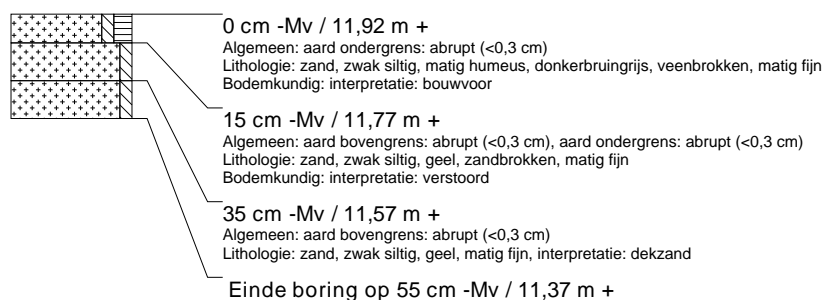 0 cm -Mv / 11,92 m +
Algemeen: aard ondergrens: abrupt (<0,3 cm)
Lithologie: zand, zwak siltig, matig humeus, donkerbruingrijs, veenbrokken, matig fijn
Bodemkundig: interpretatie: bouwvoor
15 cm -Mv / 11,77 m +
Algemeen: aard bovengrens: abrupt (<0,3 cm), aard ondergrens: abrupt (<0,3 cm)
Lithologie: zand, zwak siltig, geel, zandbrokken, matig fijn
Bodemkundig: interpretatie: verstoord
35 cm -Mv / 11,57 m +
Algemeen: aard bovengrens: abrupt (<0,3 cm)
Lithologie: zand, zwak siltig, geel, matig fijn, interpretatie: dekzand
Einde boring op 55 cm -Mv / 11,37 m +